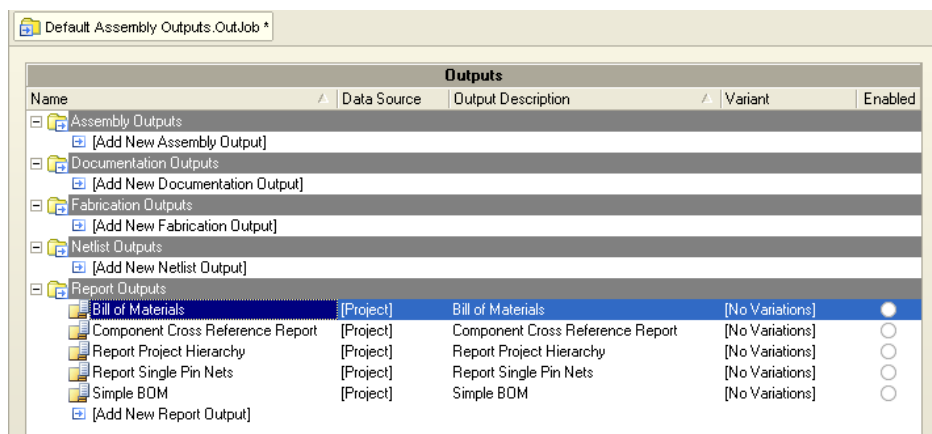 Default Assembly Outputs.OutJob *
Outputs
Name Data Source Output Description Variant Enabled
Assembly Outputs
[Add New Assembly Output]
Documentation Outputs
[Add New Documentation Output]
Fabrication Outputs
[Add New Fabrication Output]
Netlist Outputs
[Add New Netlist Output]
Report Outputs
Bill of Materials [Project] Bill of Materials [No Variations]
Component Cross Reference Report [Project] Component Cross Reference Report [No Variations]
Report Project Hierarchy [Project] Report Project Hierarchy [No Variations]
Report Single Pin Nets [Project] Report Single Pin Nets [No Variations]
Simple BOM [Project] Simple BOM [No Variations]
[Add New Report Output]